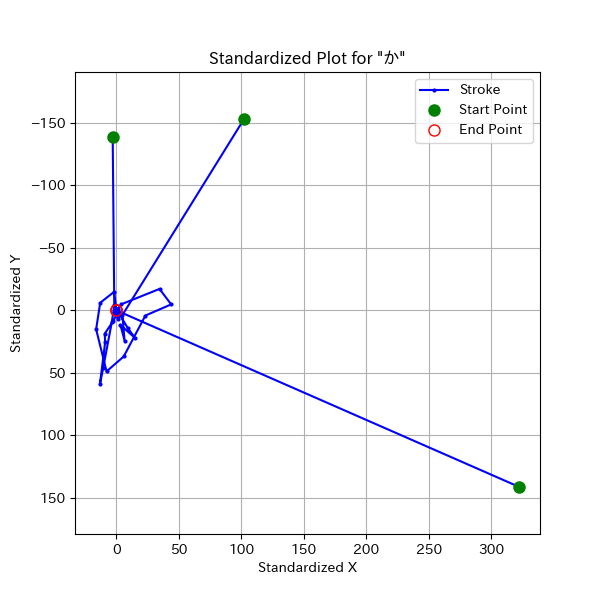 Standardized Plot for "か"
Stroke
Start Point
End Point
Standardized Y
−150
−100
−50
0
50
100
150
0 50 100 150 200 250 300
Standardized X